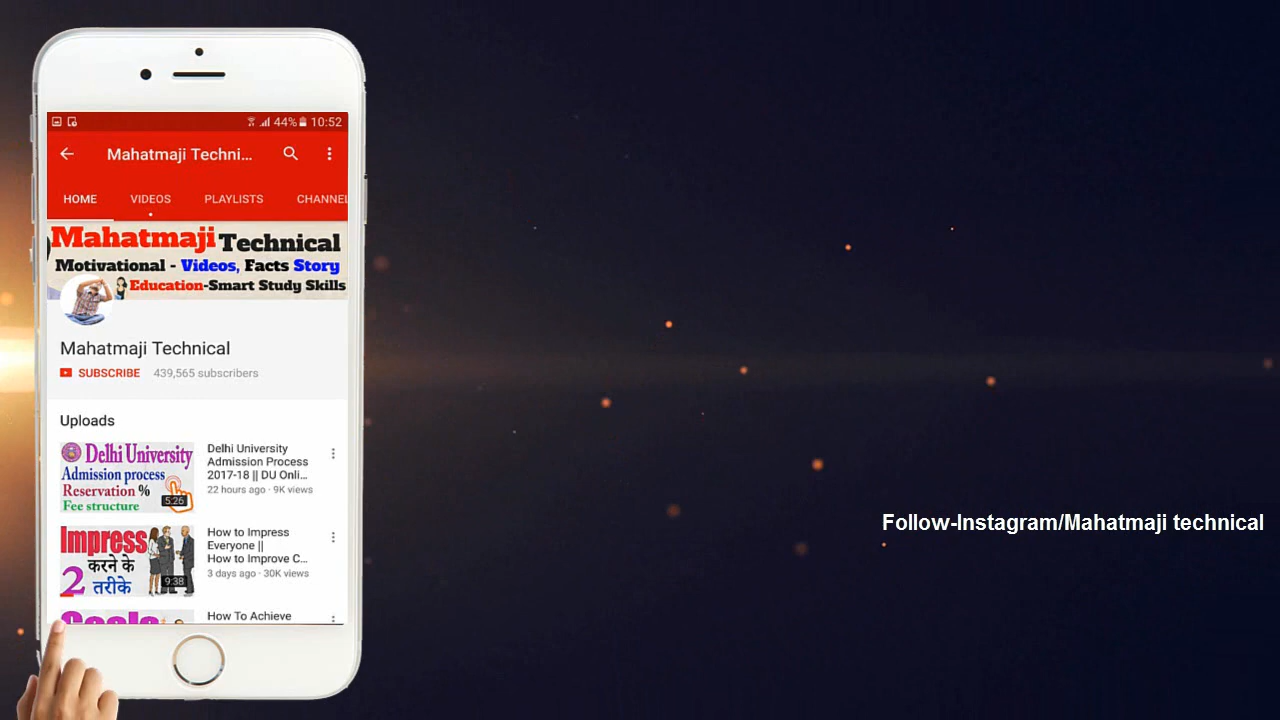 44% 10:52
Mahatmaji Techni...
HOME VIDEOS PLAYLISTS CHANNEL
Mahatmaji Technical
Motivational - Videos, Facts Story
Education-Smart Study Skills
Mahatmaji Technical
SUBSCRIBE 439,565 subscribers
Uploads
Delhi University
Admission process
Reservation %
Fee structure
5:26
Delhi University
Admission Process
2017-18 || DU Onli...
22 hours ago · 9K views
Impress
करने के
2 तरीके
9:38
How to Impress
Everyone ||
How to Improve C...
3 days ago · 30K views
Goals
How To Achieve
Follow-Instagram/Mahatmaji technical